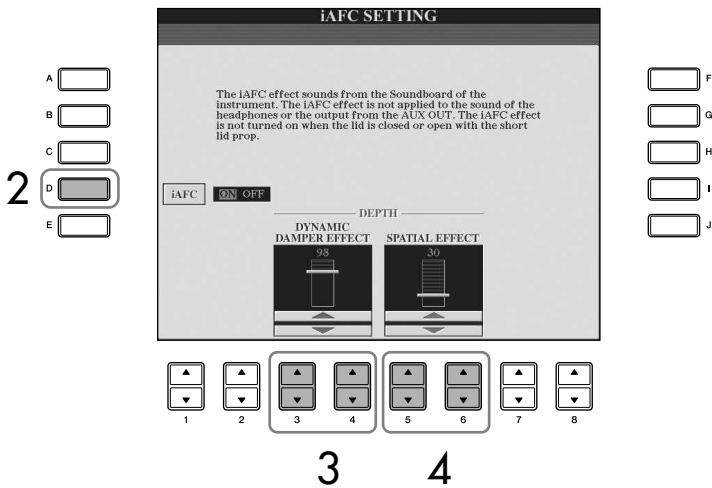 iAFC SETTING
The iAFC effect sounds from the Soundboard of the
instrument. The iAFC effect is not applied to the sound of the
headphones or the output from the AUX OUT. The iAFC effect
is not turned on when the lid is closed or open with the short
lid prop.
A
B
C
D
E
F
G
H
I
J
2
iAFC
ON OFF
DEPTH
DYNAMIC
DAMPER EFFECT
SPATIAL EFFECT
98
30
1 2 3 4 5 6 7 8
3 4